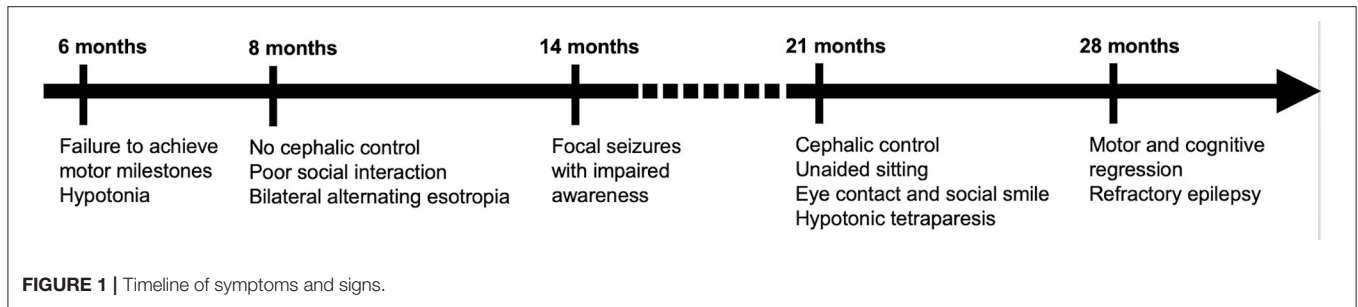 6 months
8 months
14 months
21 months
28 months
Failure to achieve
motor milestones
Hypotonia
No cephalic control
Poor social interaction
Bilateral alternating esotropia
Focal seizures
with impaired
awareness
Cephalic control
Unaided sitting
Eye contact and social smile
Hypotonic tetraparesis
Motor and cognitive
regression
Refractory epilepsy
FIGURE 1 | Timeline of symptoms and signs.